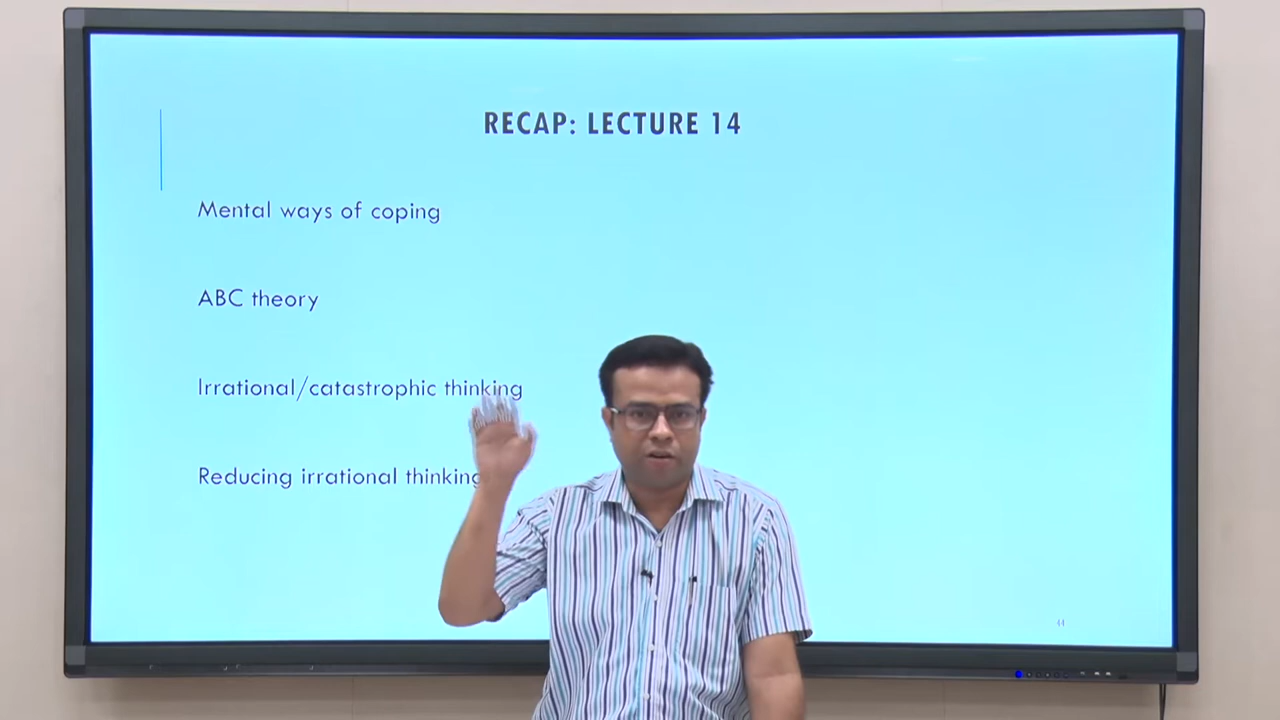 RECAP: LECTURE 14
Mental ways of coping
ABC theory
Irrational/catastrophic thinking
Reducing irrational thinking